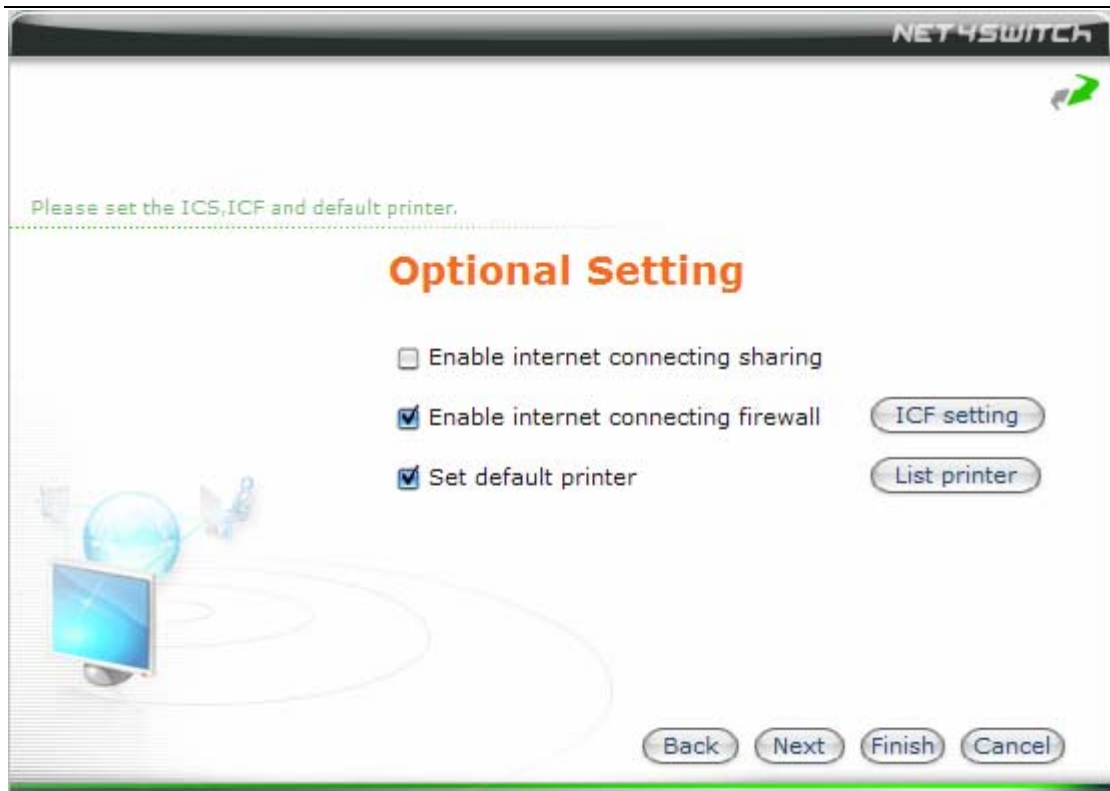 NET4SWITCH
Please set the ICS,ICF and default printer.
Optional Setting
Enable internet connecting sharing
Enable internet connecting firewall
ICF setting
Set default printer
List printer
Back Next Finish Cancel